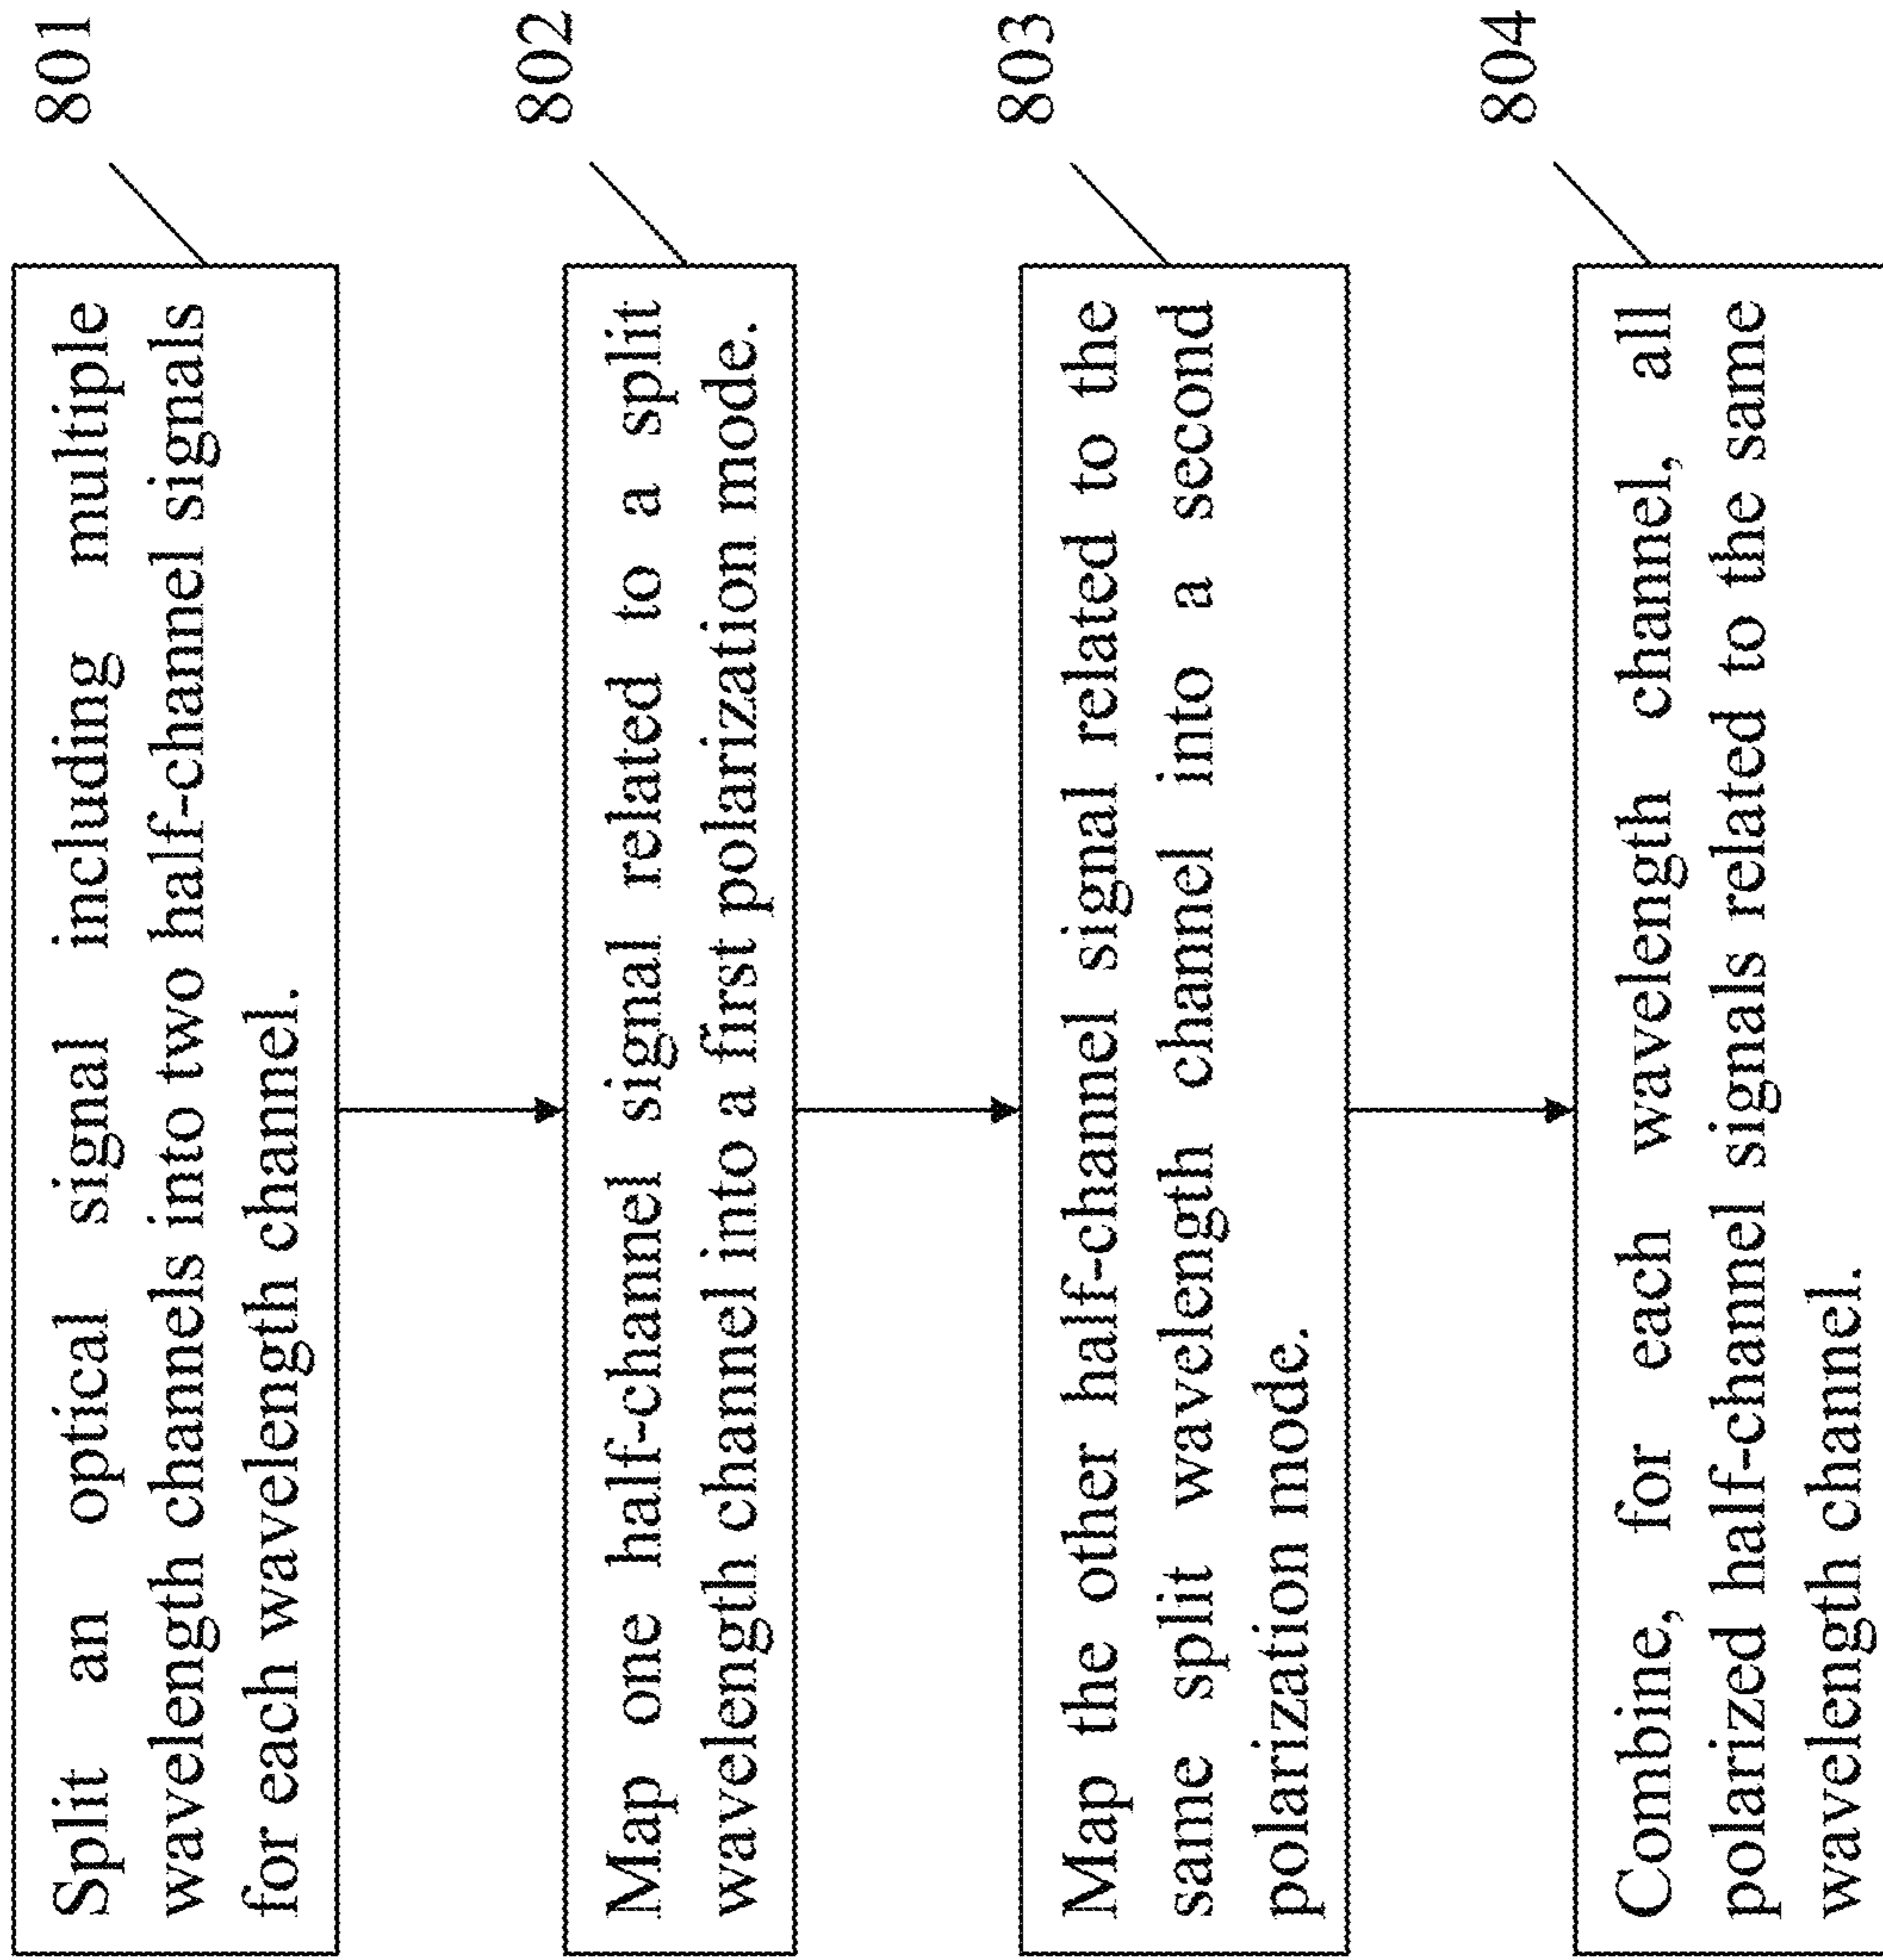 Split an optical signal including multiple
wavelength channels into two half-channel signals
for each wavelength channel.
801
Map one half-channel signal related to a split
wavelength channel into a first polarization mode.
802
Map the other half-channel signal related to the
same split wavelength channel into a second
polarization mode.
803
Combine, for each wavelength channel, all
polarized half-channel signals related to the same
wavelength channel.
804